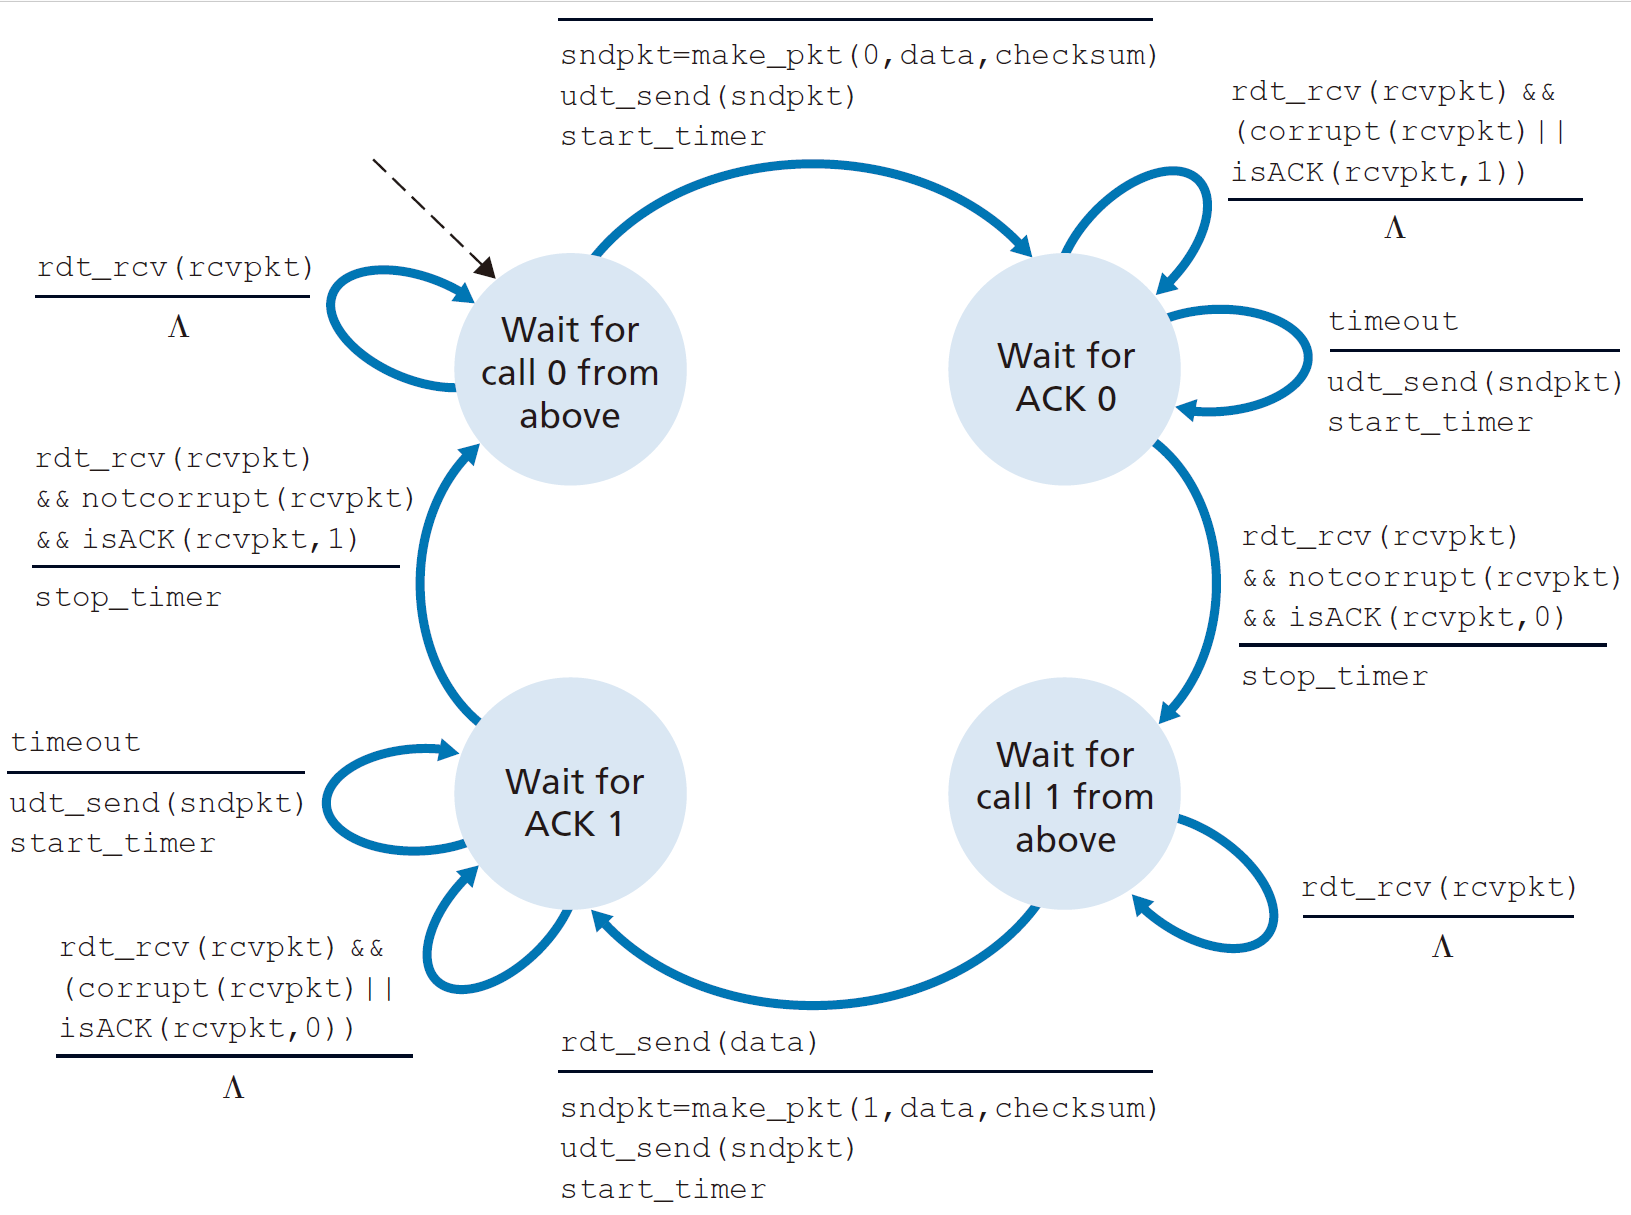 sndpkt=make_pkt(0,data,checksum)
udt_send(sndpkt)
start_timer
rdt_rcv(rcvpkt) &&
(corrupt(rcvpkt)||
isACK(rcvpkt,1))
Λ
rdt_rcv(rcvpkt)
Λ
Wait for
call 0 from
above
Wait for
ACK 0
timeout
udt_send(sndpkt)
start_timer
rdt_rcv(rcvpkt)
&& notcorrupt(rcvpkt)
&& isACK(rcvpkt,1)
stop_timer
rdt_rcv(rcvpkt)
&& notcorrupt(rcvpkt)
&& isACK(rcvpkt,0)
stop_timer
timeout
udt_send(sndpkt)
start_timer
Wait for
ACK 1
Wait for
call 1 from
above
rdt_rcv(rcvpkt)
Λ
rdt_rcv(rcvpkt) &&
(corrupt(rcvpkt)||
isACK(rcvpkt,0))
Λ
rdt_send(data)
sndpkt=make_pkt(1,data,checksum)
udt_send(sndpkt)
start_timer